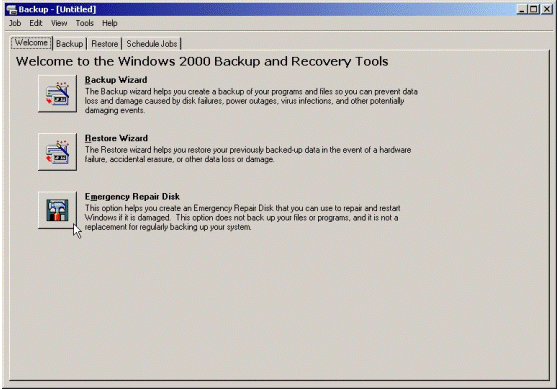 Backup - [Untitled]
Job Edit View Tools Help
Welcome Backup Restore Schedule Jobs
Welcome to the Windows 2000 Backup and Recovery Tools
Backup Wizard
The Backup wizard helps you create a backup of your programs and files so you can prevent data
loss and damage caused by disk failures, power outages, virus infections, and other potentially
damaging events.
Restore Wizard
The Restore wizard helps you restore your previously backed-up data in the event of a hardware
failure, accidental erasure, or other data loss or damage.
Emergency Repair Disk
This option helps you create an Emergency Repair Disk that you can use to repair and restart
Windows if it is damaged. This option does not back up your files or programs, and it is not a
replacement for regularly backing up your system.